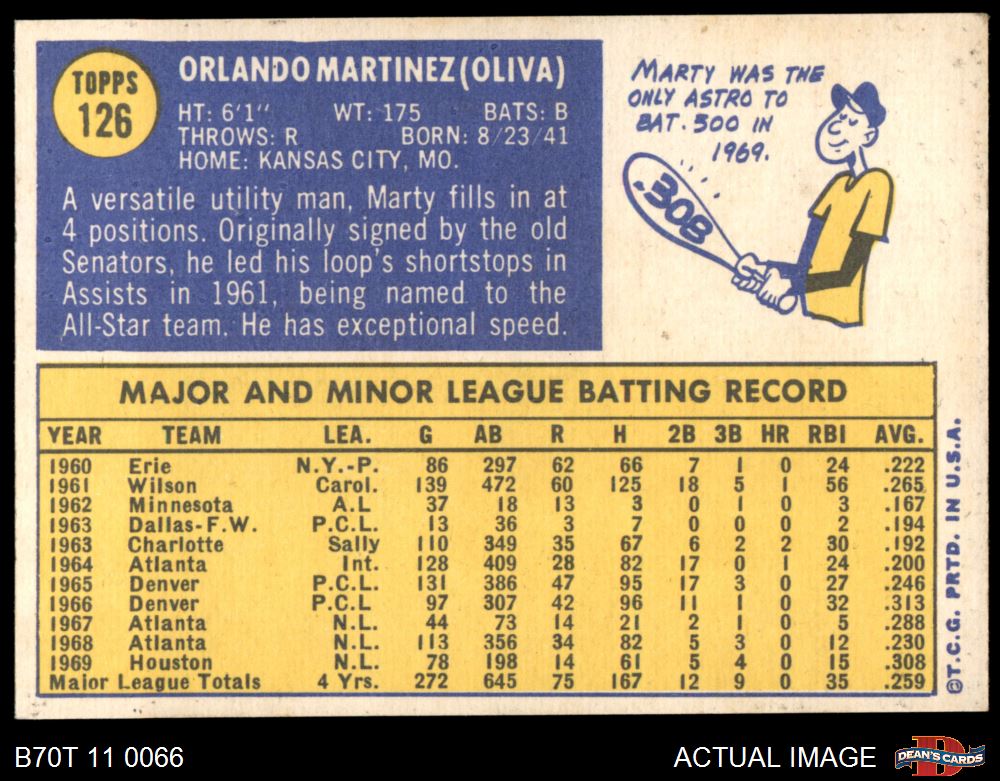 TOPPS
126
ORLANDO MARTINEZ (OLIVA)
HT: 6'1" WT: 175 BATS: B
THROWS: R BORN: 8/23/41
HOME: KANSAS CITY, MO.
A versatile utility man, Marty fills in at
4 positions. Originally signed by the old
Senators, he led his loop's shortstops in
Assists in 1961, being named to the
All-Star team. He has exceptional speed.
MARTY WAS THE
ONLY ASTRO TO
BAT .500 IN
1969.
.308
MAJOR AND MINOR LEAGUE BATTING RECORD
YEAR TEAM LEA. G AB R H 2B 3B HR RBI AVG.
1960 Erie N.Y.-P. 86 297 62 66 7 1 0 24 .222
1961 Wilson Carol. 139 472 60 125 18 5 1 56 .265
1962 Minnesota A.L 37 18 13 3 0 1 0 3 .167
1963 Dallas-F.W. P.C.L. 13 36 3 7 0 0 0 2 .194
1963 Charlotte Sally 110 349 35 67 6 2 2 30 .192
1964 Atlanta Int. 128 409 28 82 17 0 1 24 .200
1965 Denver P.C.L. 131 386 47 95 17 3 0 27 .246
1966 Denver P.C.L 97 307 42 96 11 1 0 32 .313
1967 Atlanta N.L. 44 73 14 21 2 1 0 5 .288
1968 Atlanta N.L. 113 356 34 82 5 3 0 12 .230
1969 Houston N.L. 78 198 14 61 5 4 0 15 .308
Major League Totals 4 Yrs. 272 645 75 167 12 9 0 35 .259
©T.C.G. PRTD. IN U.S.A.
B70T 11 0066
ACTUAL IMAGE
D
DEAN'S CARDS